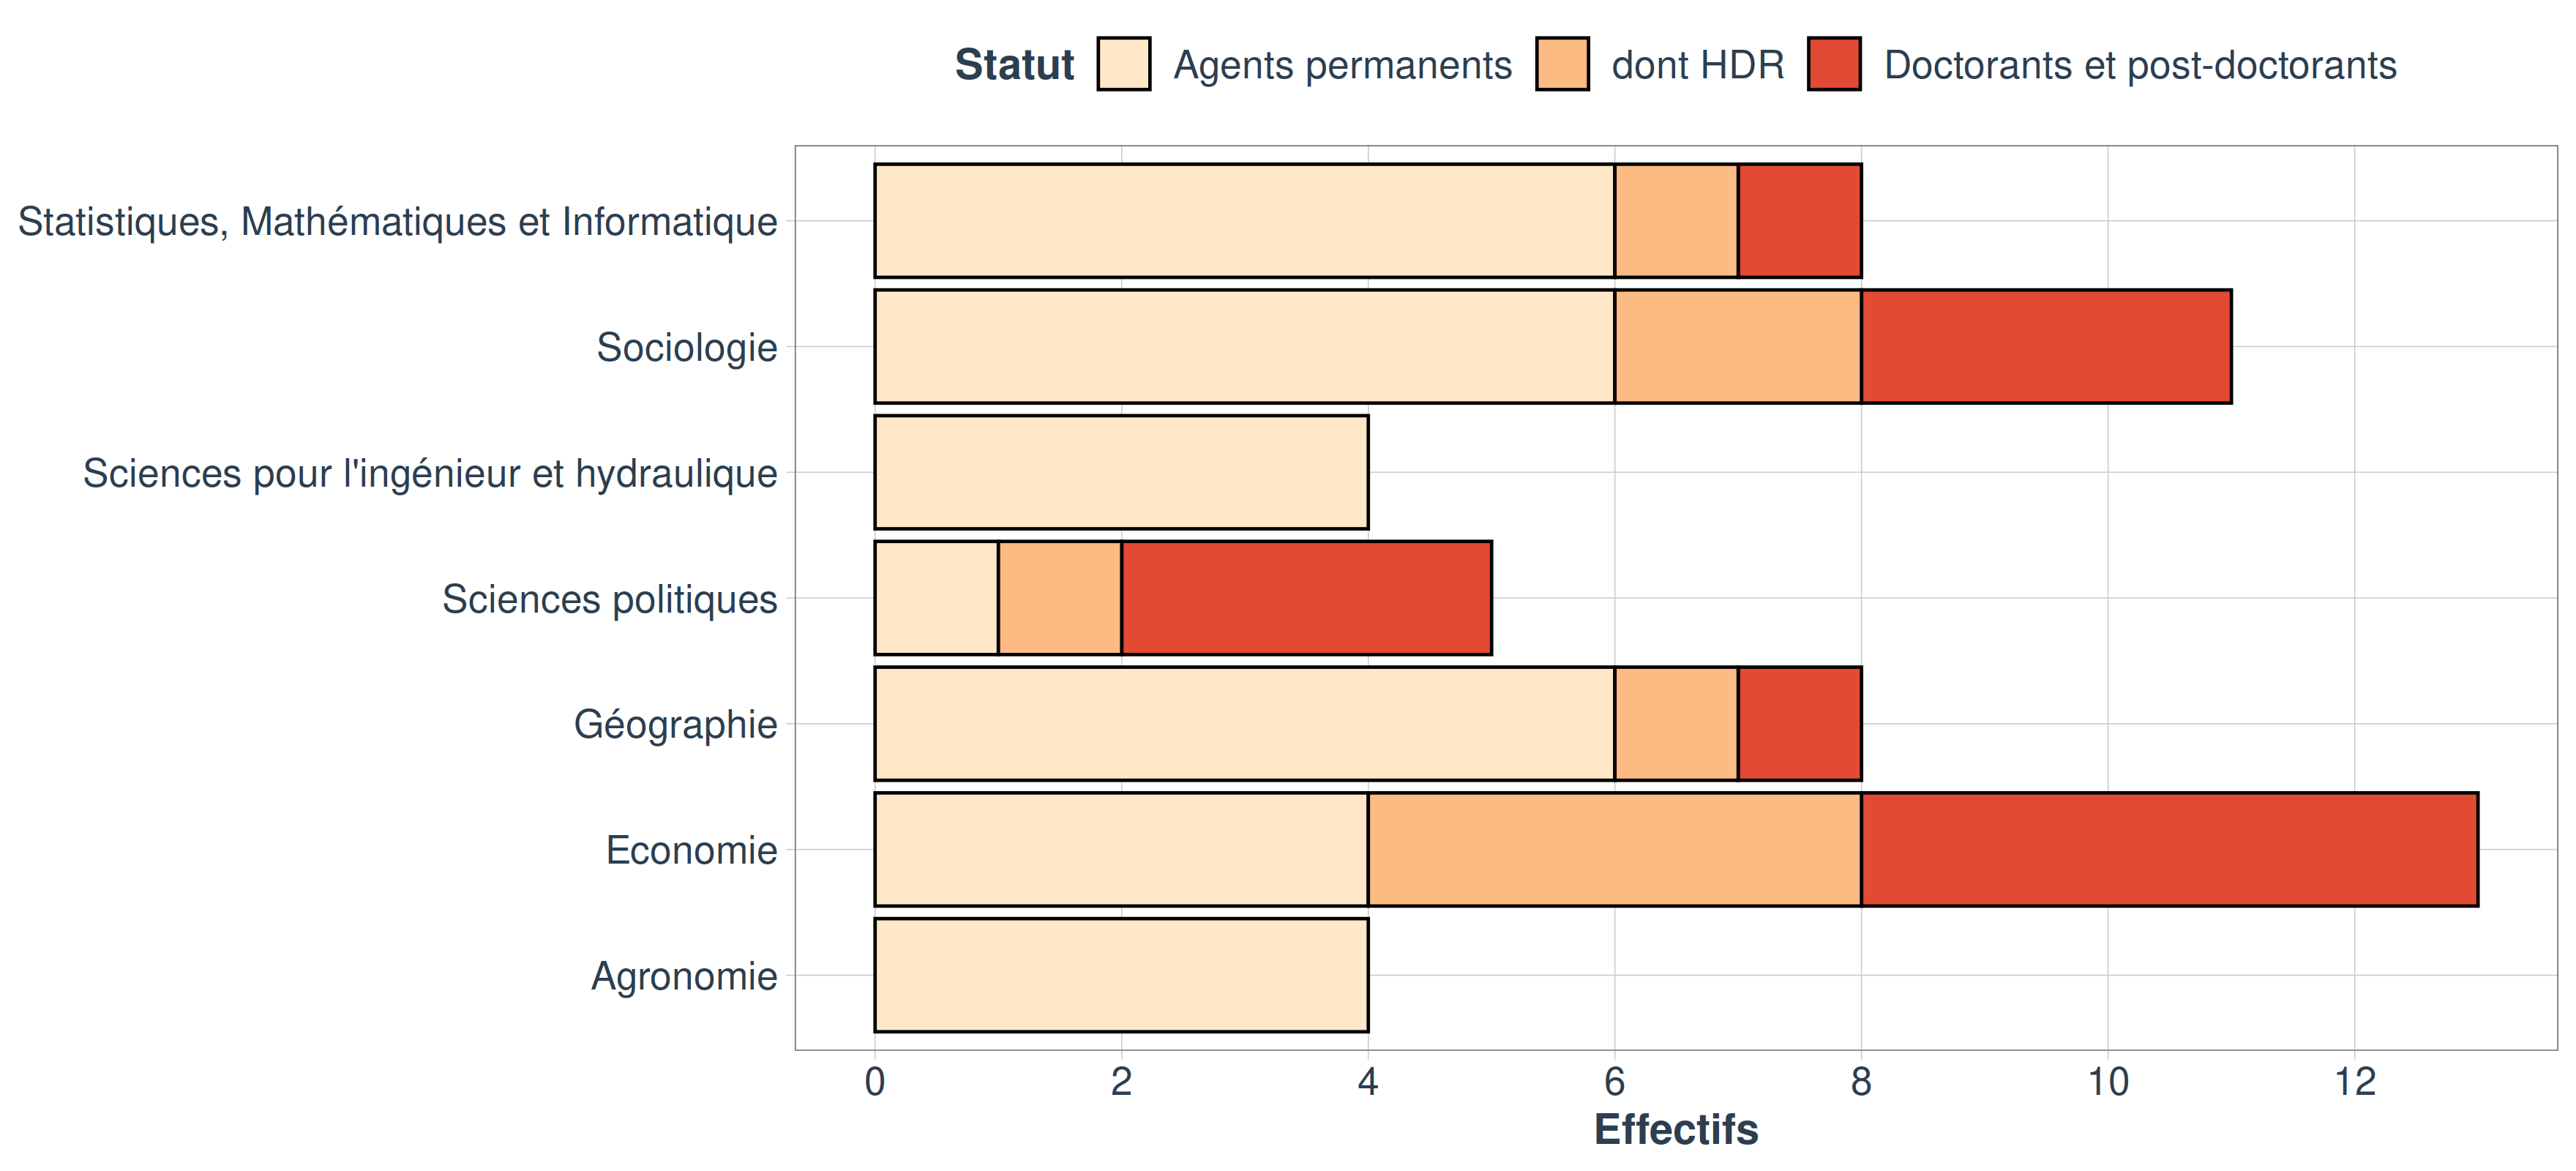 Statut Agents permanents dont HDR Doctorants et post-doctorants
Statistiques, Mathématiques et Informatique
Sociologie
Sciences pour l'ingénieur et hydraulique
Sciences politiques
Géographie
Economie
Agronomie
0 2 4 6 8 10 12
Effectifs